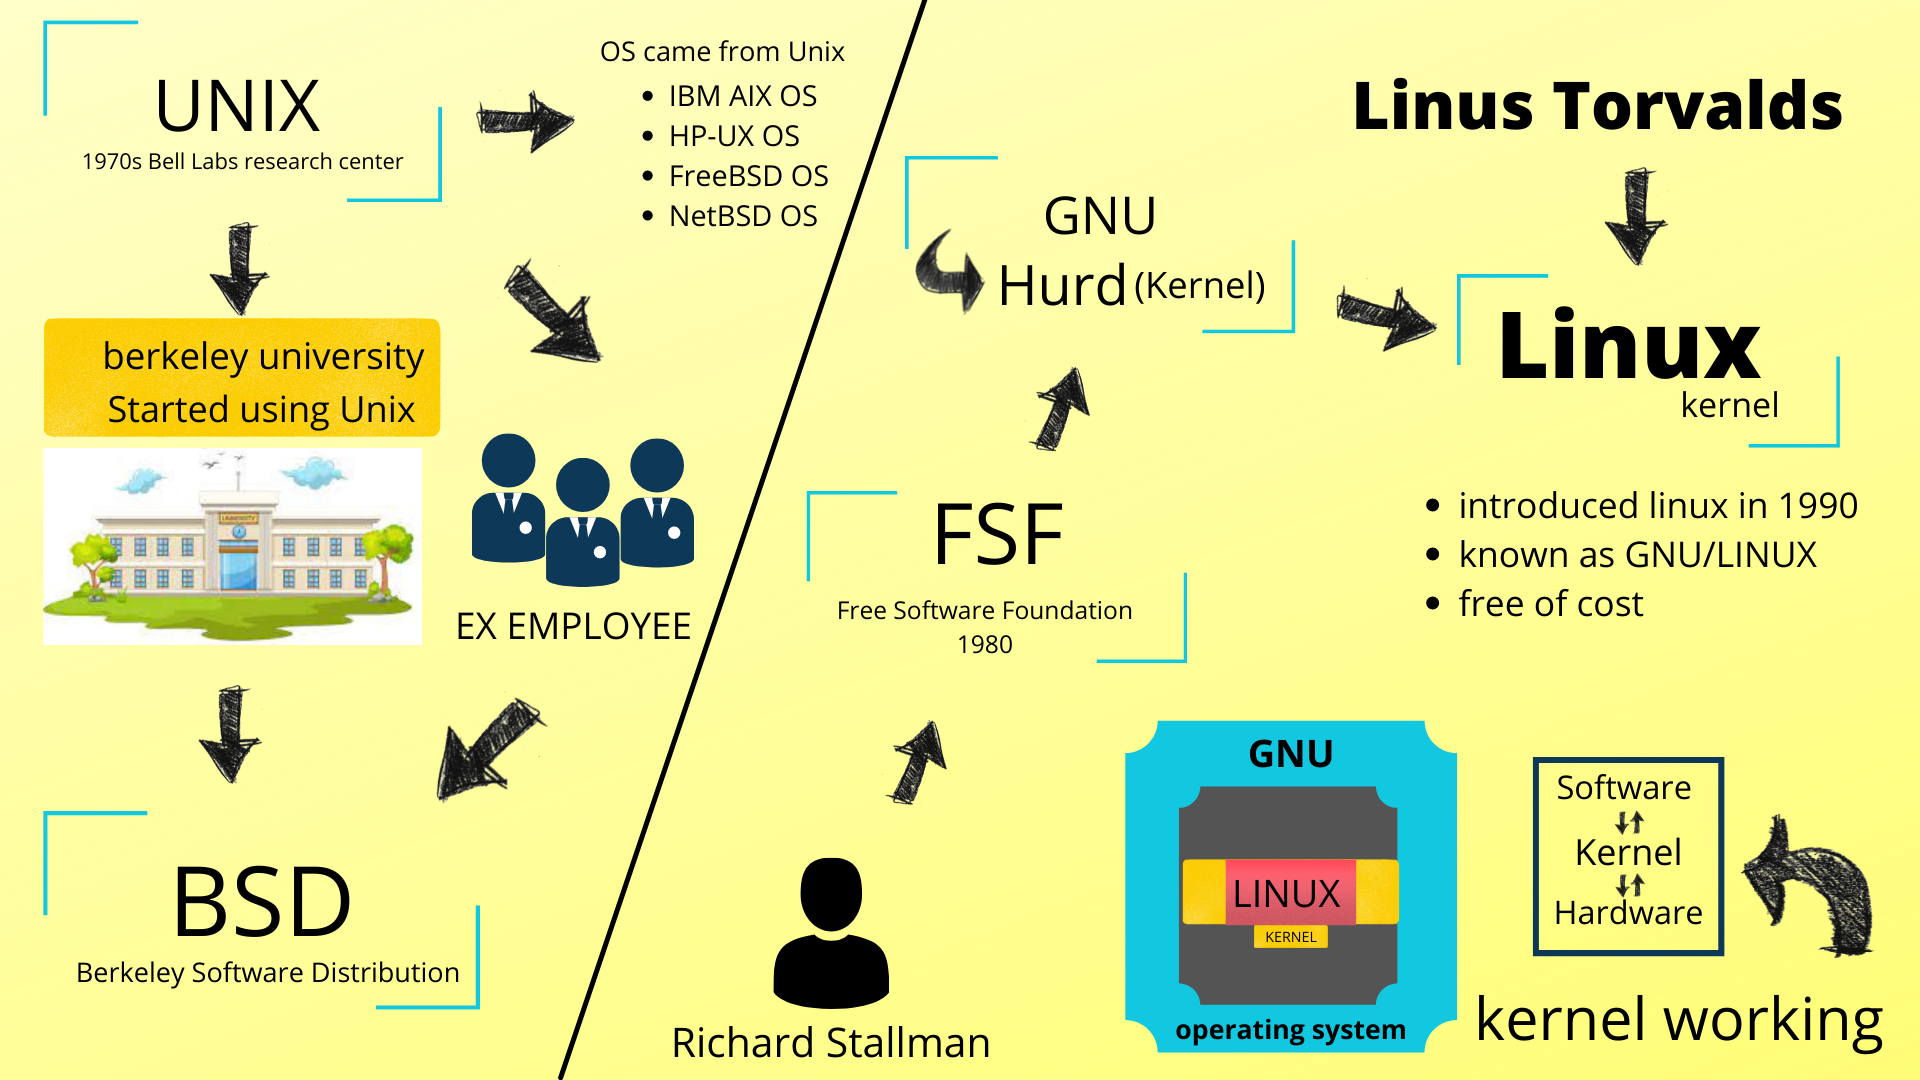 UNIX
1970s Bell Labs research center
OS came from Unix
IBM AIX OS
HP-UX OS
FreeBSD OS
NetBSD OS
berkeley university
Started using Unix
UNIVERSITY
EX EMPLOYEE
BSD
Berkeley Software Distribution
Richard Stallman
FSF
Free Software Foundation
1980
GNU
Hurd (Kernel)
Linus Torvalds
Linux
kernel
introduced linux in 1990
known as GNU/LINUX
free of cost
GNU
LINUX
KERNEL
operating system
Software
Kernel
Hardware
kernel working